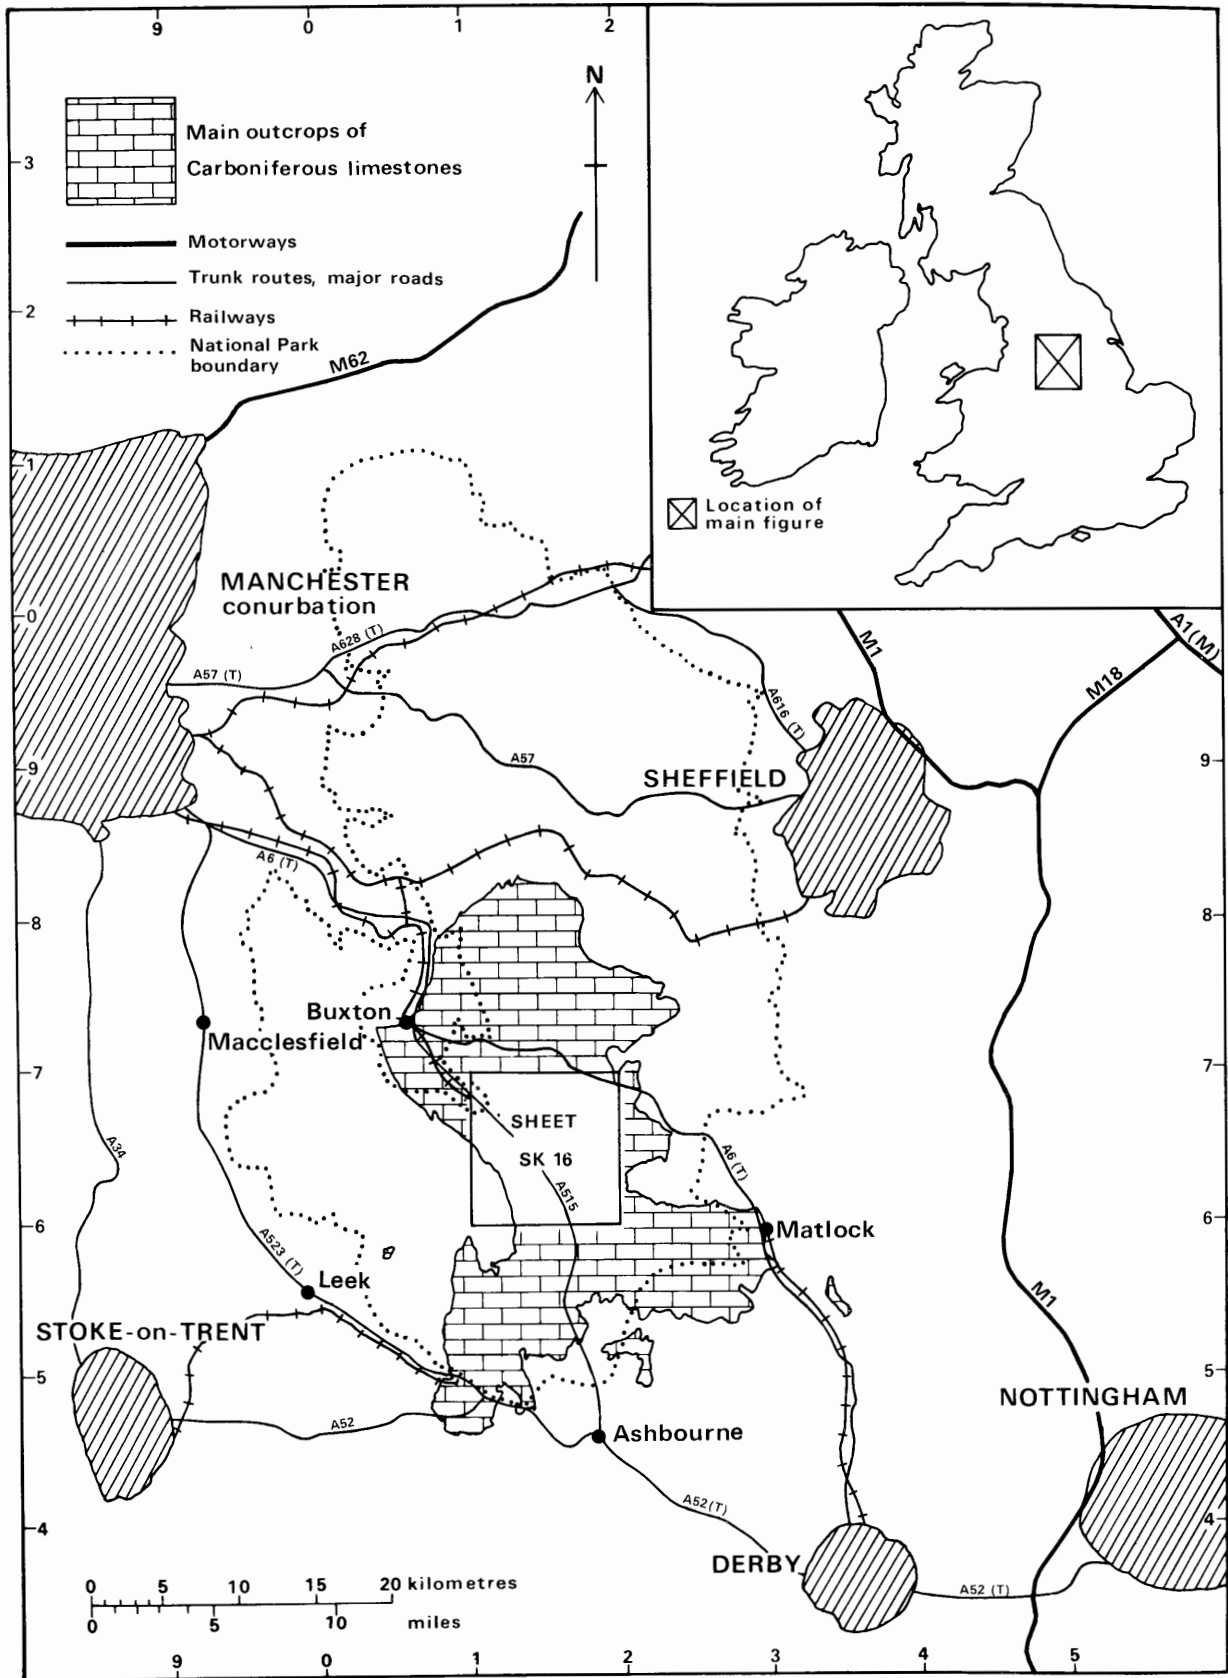 9 0 1 2
N
Main outcrops of
Carboniferous limestones
3
Motorways
Trunk routes, major roads
2
Railways
National Park
boundary
M62
1
Location of
main figure
MANCHESTER
conurbation
0
A628 (T)
A57 (T)
M1
A1(M)
M18
A616 (T)
A57
9
SHEFFIELD
9
A6 (T)
8
8
Buxton
Macclesfield
7
7
SHEET
SK 16
A34
A6 (T)
A515
6
6
Matlock
A523 (T)
Leek
M1
STOKE-on-TRENT
5
5
NOTTINGHAM
A52
Ashbourne
A52(T)
4
4
DERBY
A52 (T)
0 5 10 15 20 kilometres
0 5 10 miles
9 0 1 2 3 4 5